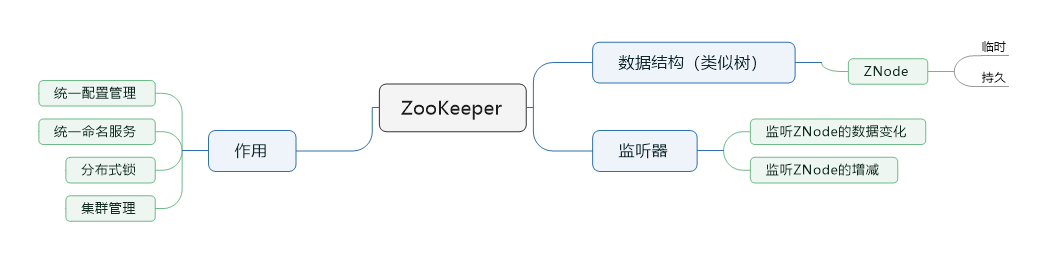 ZooKeeper
数据结构（类似树）
ZNode
临时
持久
监听器
监听ZNode的数据变化
监听ZNode的增减
作用
统一配置管理
统一命名服务
分布式锁
集群管理